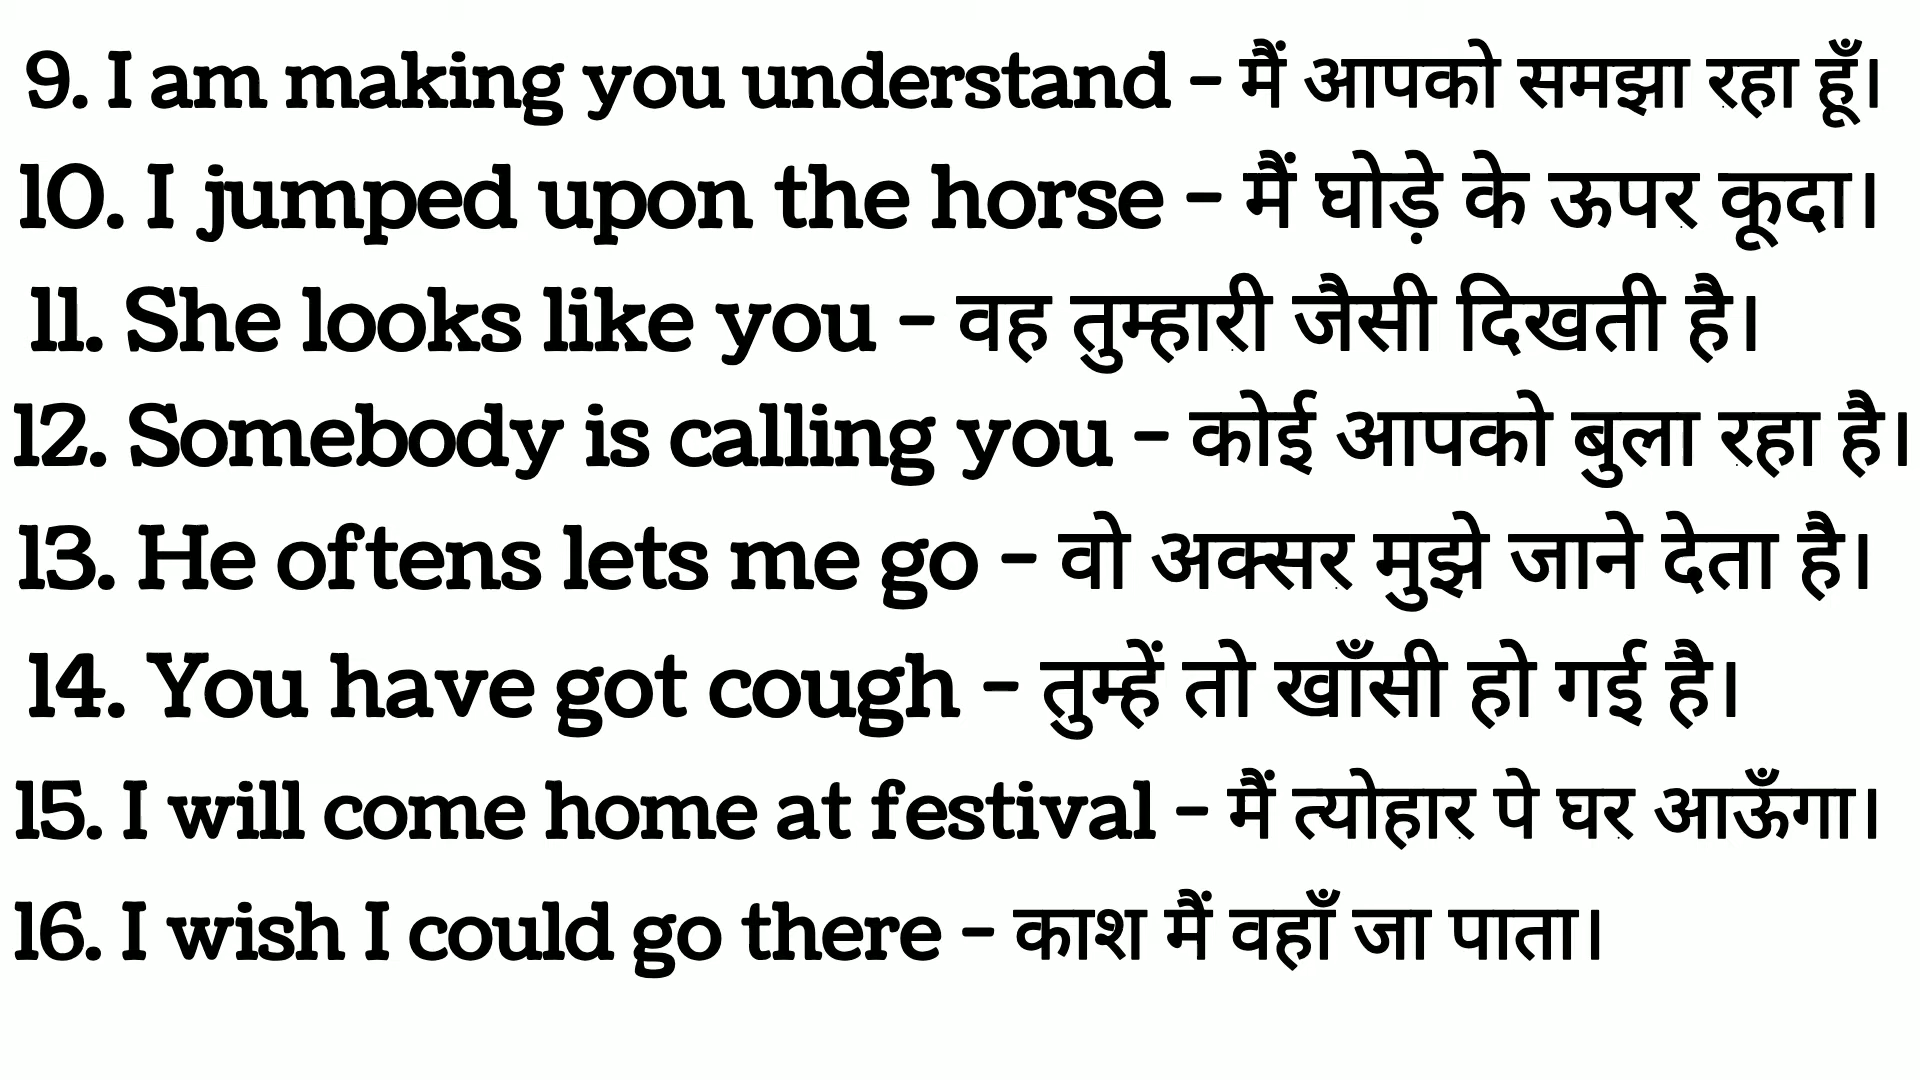 9. I am making you understand - मैं आपको समझा रहा हूँ।
10. I jumped upon the horse - मैं घोड़े के ऊपर कूदा।
11. She looks like you - वह तुम्हारी जैसी दिखती है।
12. Somebody is calling you - कोई आपको बुला रहा है।
13. He oftens lets me go - वो अक्सर मुझे जाने देता है।
14. You have got cough - तुम्हें तो खाँसी हो गई है।
15. I will come home at festival - मैं त्योहार पे घर आऊँगा।
16. I wish I could go there - काश मैं वहाँ जा पाता।